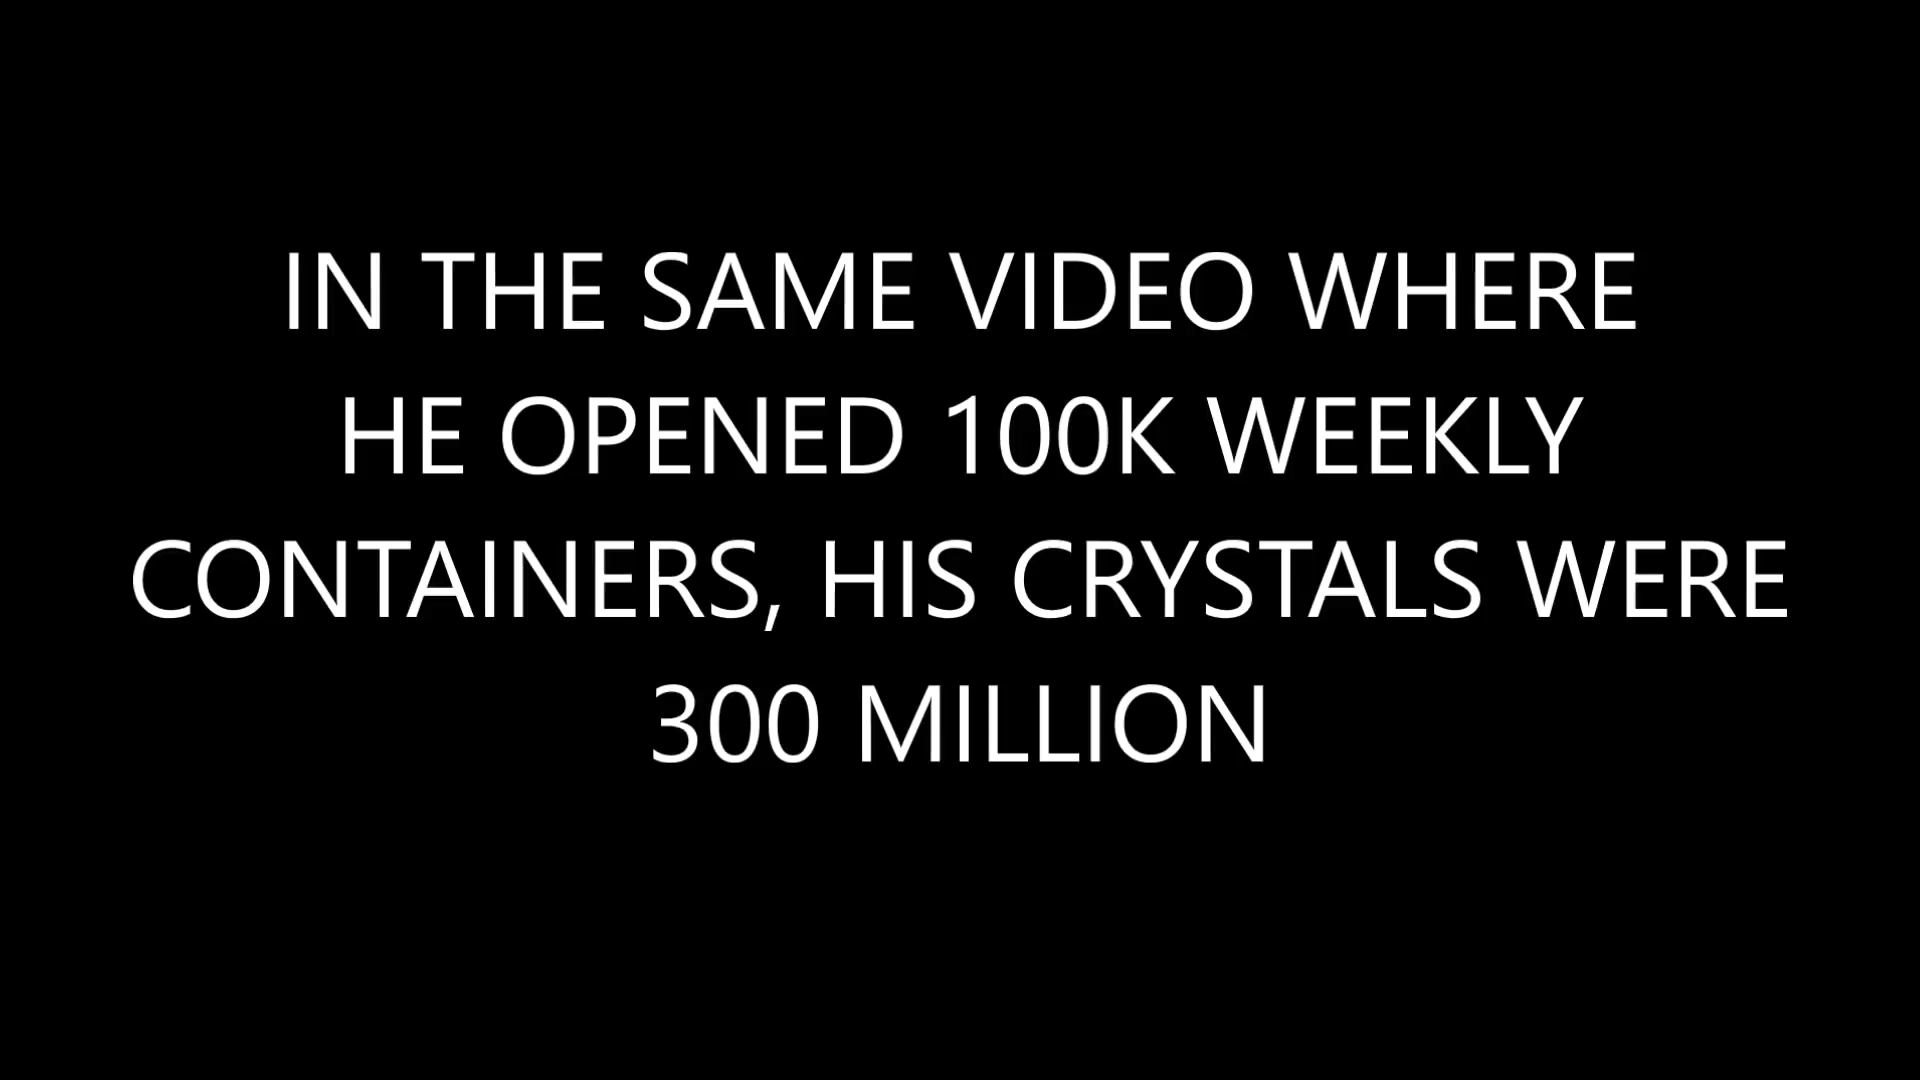 IN THE SAME VIDEO WHERE
HE OPENED 100K WEEKLY
CONTAINERS, HIS CRYSTALS WERE
300 MILLION